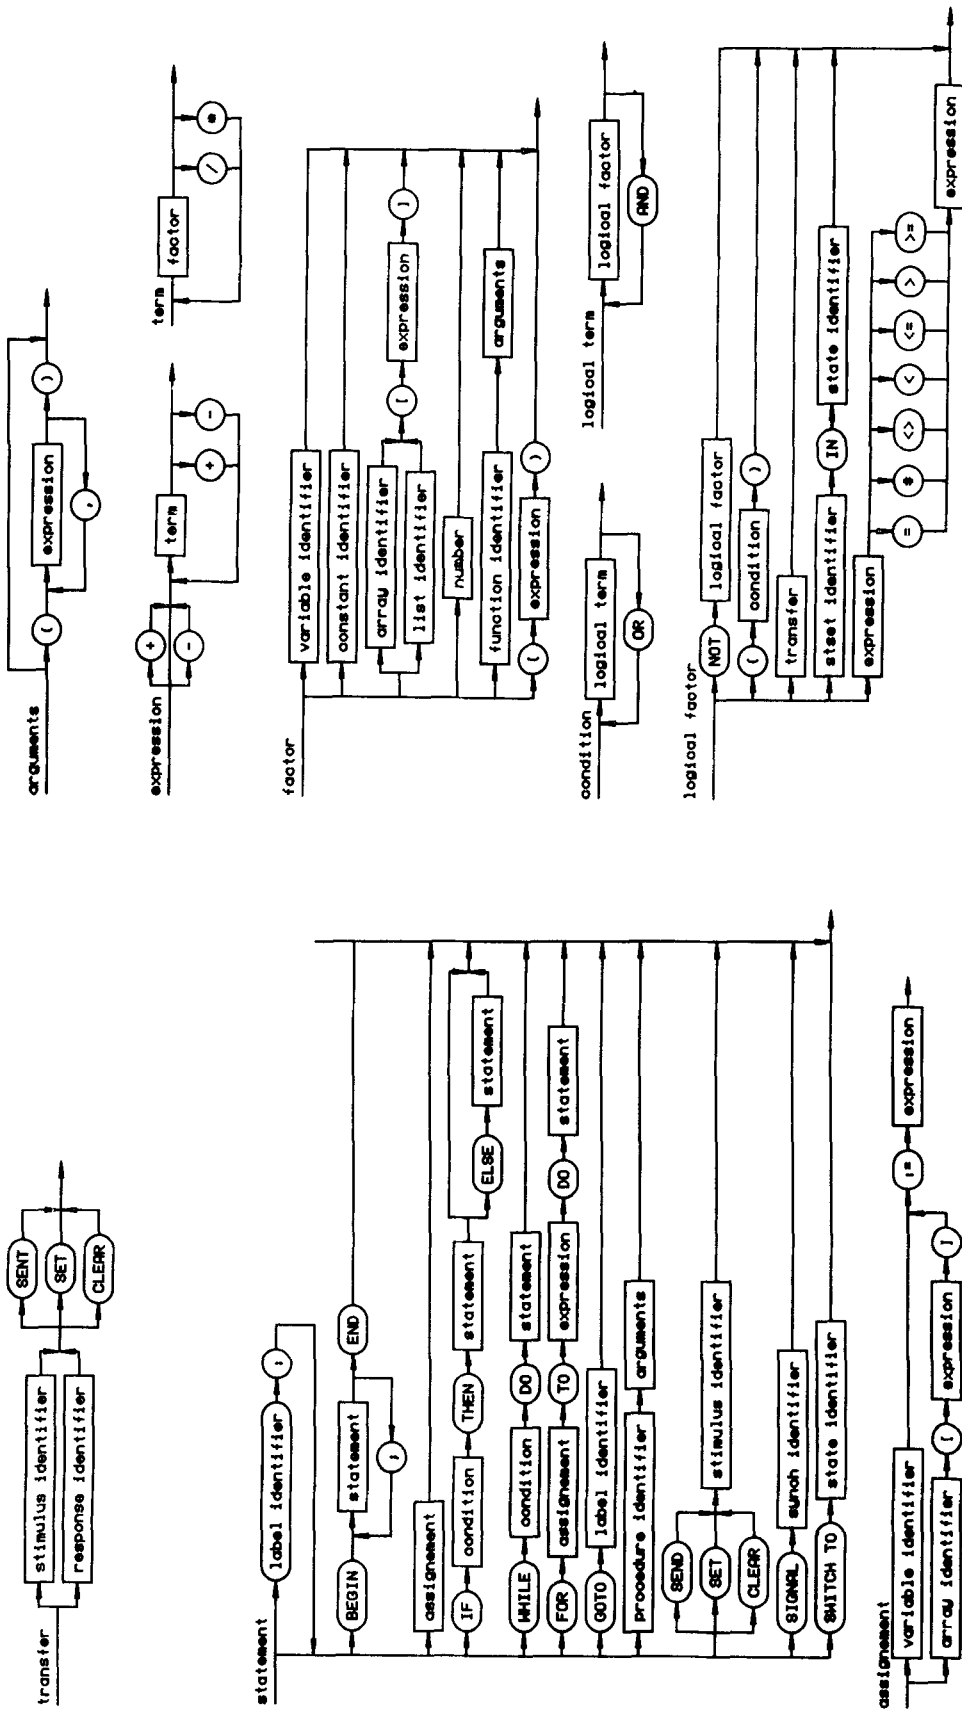 transfer
stimulus identifier
response identifier
SENT
SET
CLEAR
statement
label identifier :
BEGIN statement END
;
assignement
IF condition THEN statement
ELSE statement
WHILE condition DO statement
FOR assignement TO expression DO statement
GOTO label identifier
procedure identifier arguments
SEND
SET stimulus identifier
CLEAR
SIGNAL synch identifier
SWITCH TO state identifier
assignement
variable identifier := expression
array identifier [ expression ]
arguments
( expression )
,
expression
+
-
term
+ -
term
factor
/ *
factor
variable identifier
constant identifier
array identifier
list identifier
[ expression ]
number
function identifier arguments
( expression )
condition
logical term
OR
logical term
logical factor
AND
logical factor
NOT logical factor
( condition )
transfer
stset identifier IN state identifier
expression
= # <> < <= > >=
expression